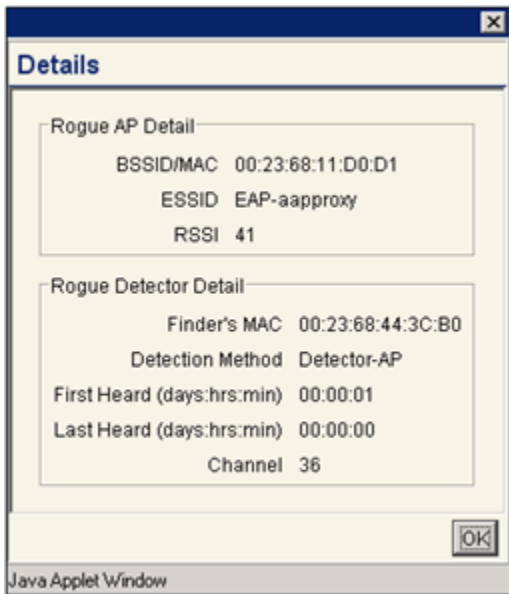 Details
Rogue AP Detail
BSSID/MAC 00:23:68:11:D0:D1
ESSID EAP-aapproxy
RSSI 41
Rogue Detector Detail
Finder's MAC 00:23:68:44:3C:B0
Detection Method Detector-AP
First Heard (days:hrs:min) 00:00:01
Last Heard (days:hrs:min) 00:00:00
Channel 36
OK
Java Applet Window